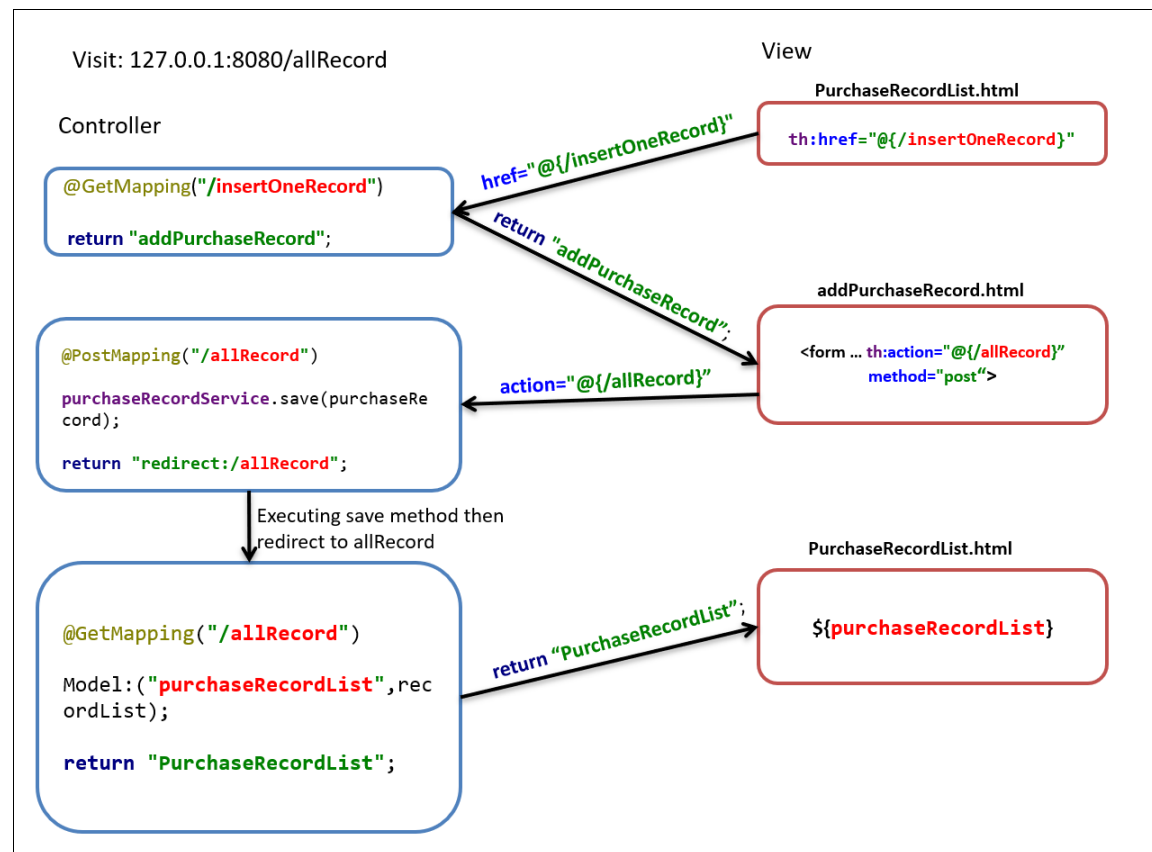 Visit: 127.0.0.1:8080/allRecord
View
Controller
PurchaseRecordList.html
th:href="@{/insertOneRecord}"
href="@{/insertOneRecord}"
@GetMapping("/insertOneRecord")
return "addPurchaseRecord";
return "addPurchaseRecord”;
addPurchaseRecord.html
<form … th:action="@{/allRecord}”
method="post“>
action="@{/allRecord}”
@PostMapping("/allRecord")
purchaseRecordService.save(purchaseRe
cord);
return "redirect:/allRecord";
Executing save method then
redirect to allRecord
PurchaseRecordList.html
${purchaseRecordList}
return “PurchaseRecordList”;
@GetMapping("/allRecord")
Model:("purchaseRecordList",rec
ordList);
return "PurchaseRecordList";